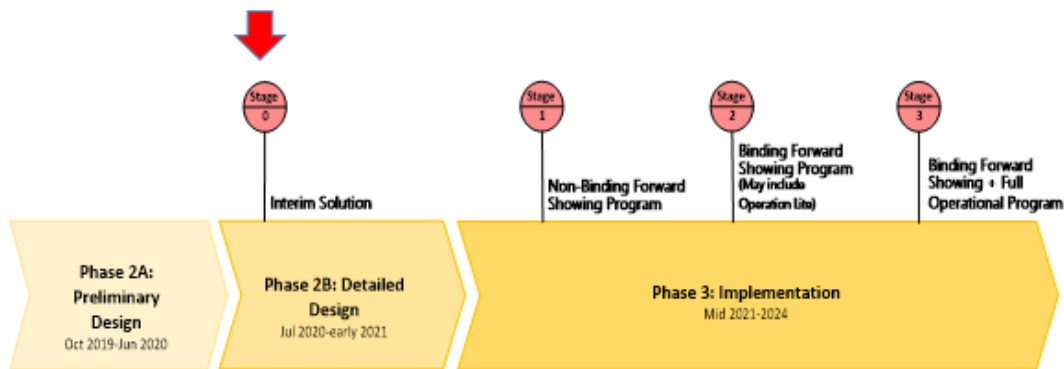 Stage
0
Stage
1
Stage
2
Stage
3
Interim Solution
Non-Binding Forward
Showing Program
Binding Forward
Showing Program
(May include
Operation Lite)
Binding Forward
Showing + Full
Operational Program
Phase 2A:
Preliminary
Design
Oct 2019-Jun 2020
Phase 2B: Detailed
Design
Jul 2020-early 2021
Phase 3: Implementation
Mid 2021-2024